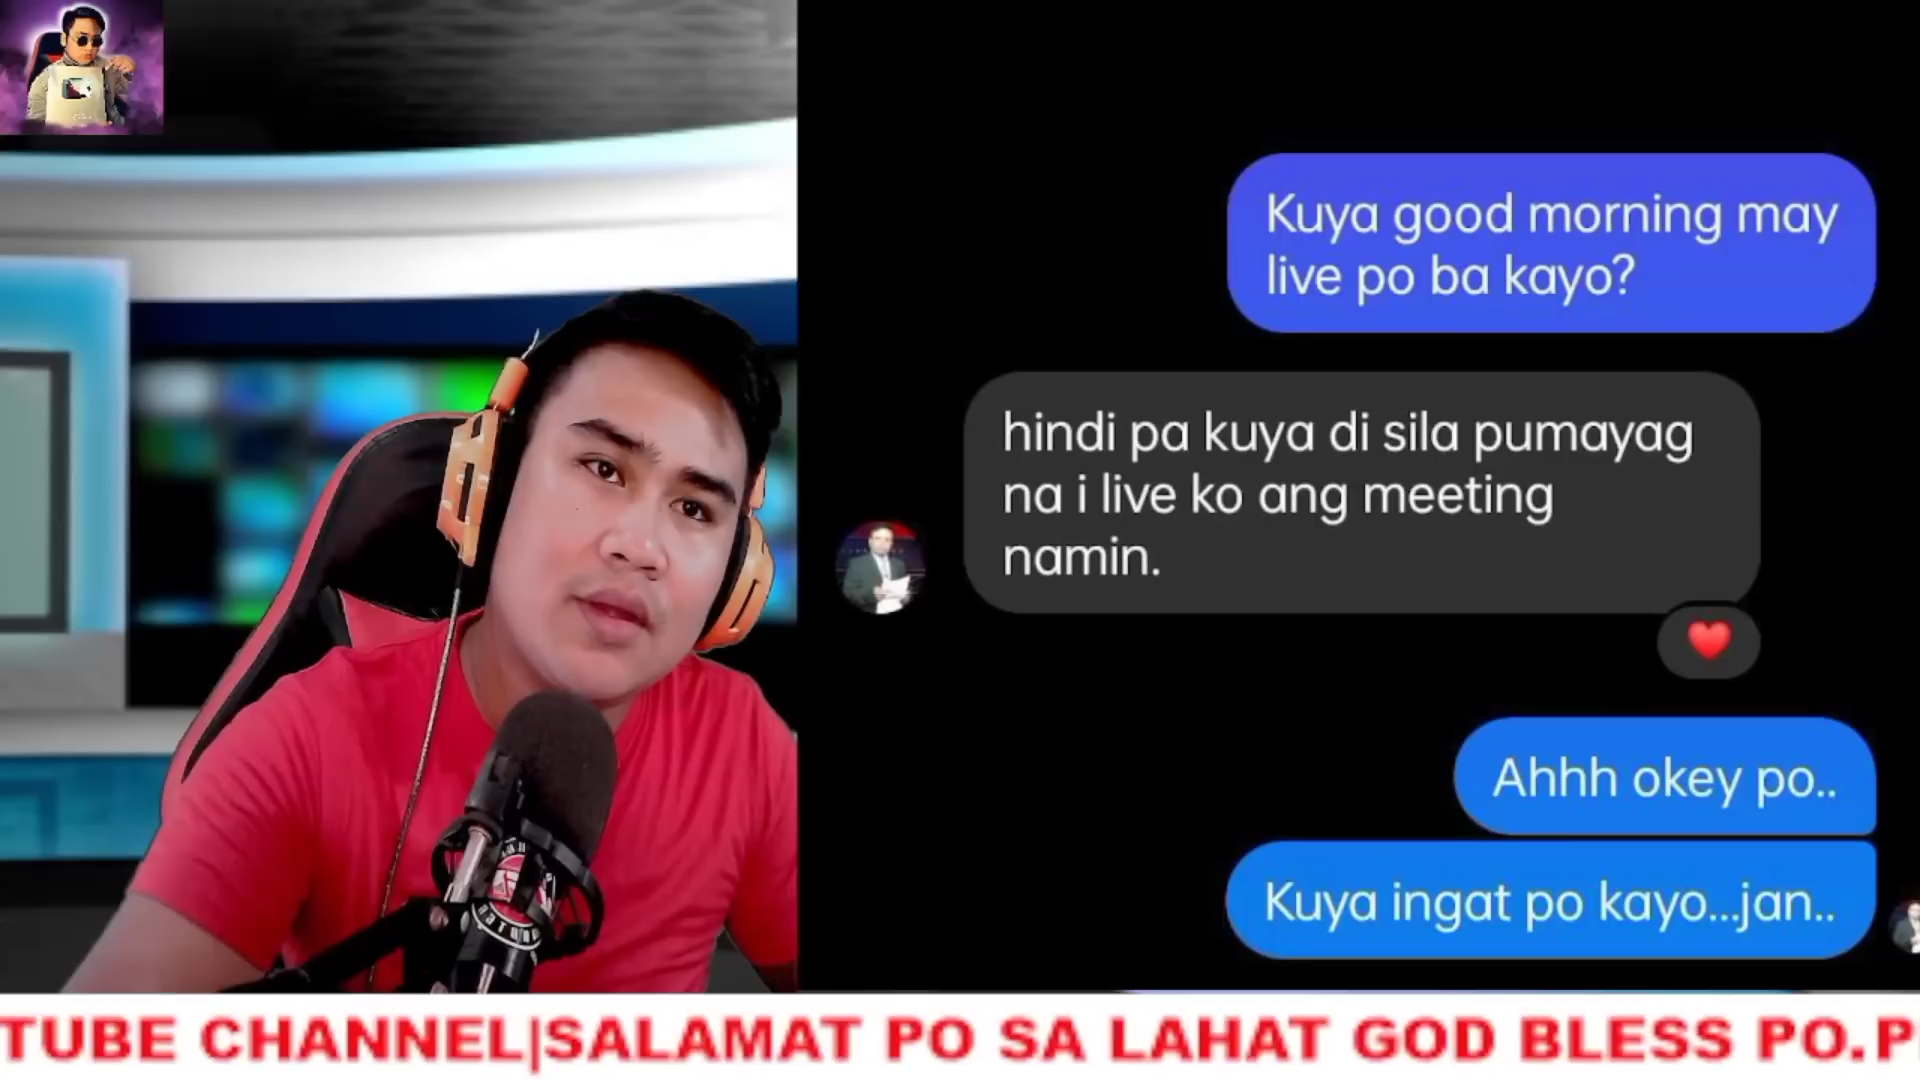 Kuya good morning may
live po ba kayo?
hindi pa kuya di sila pumayag
na i live ko ang meeting
namin.
Ahhh okey po..
Kuya ingat po kayo...jan..
TUBE CHANNEL|SALAMAT PO SA LAHAT GOD BLESS PO.P